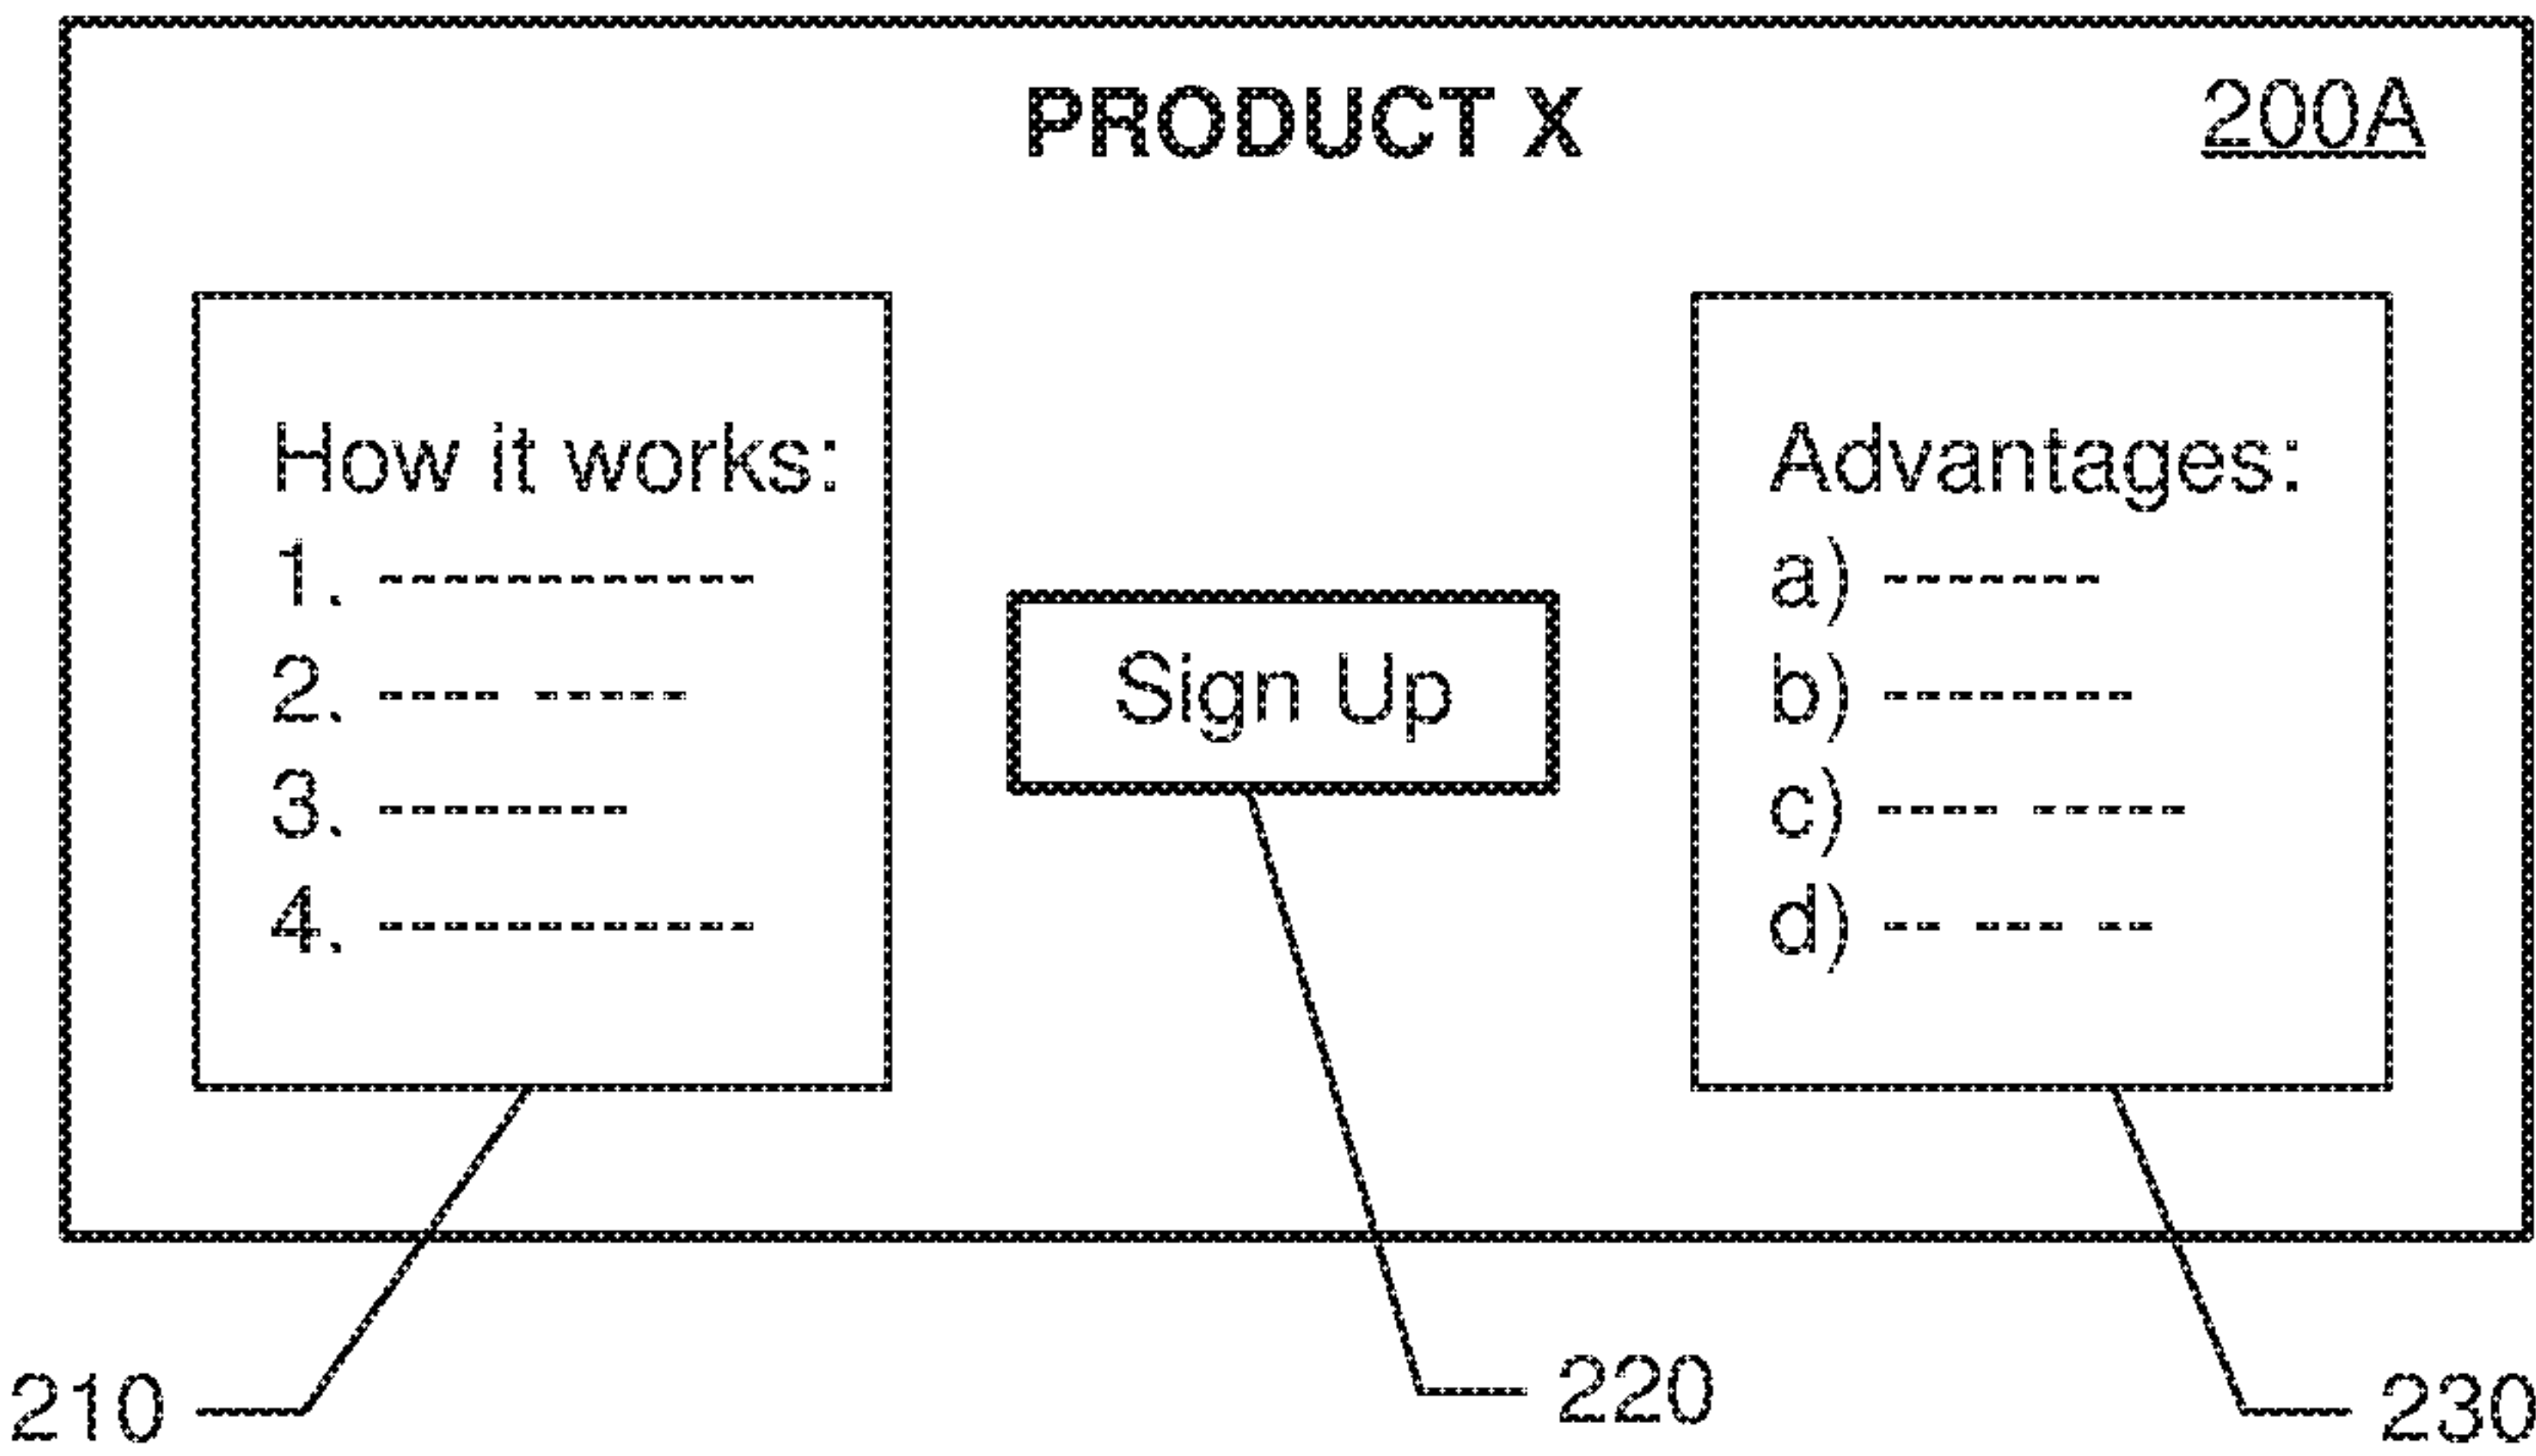 PRODUCT X
200A
How it works:
1. ------------
2. ---- -----
3. --------
4. ------------
Sign Up
Advantages:
a) -------
b) --------
c) ---- -----
d) -- --- --
210
220
230